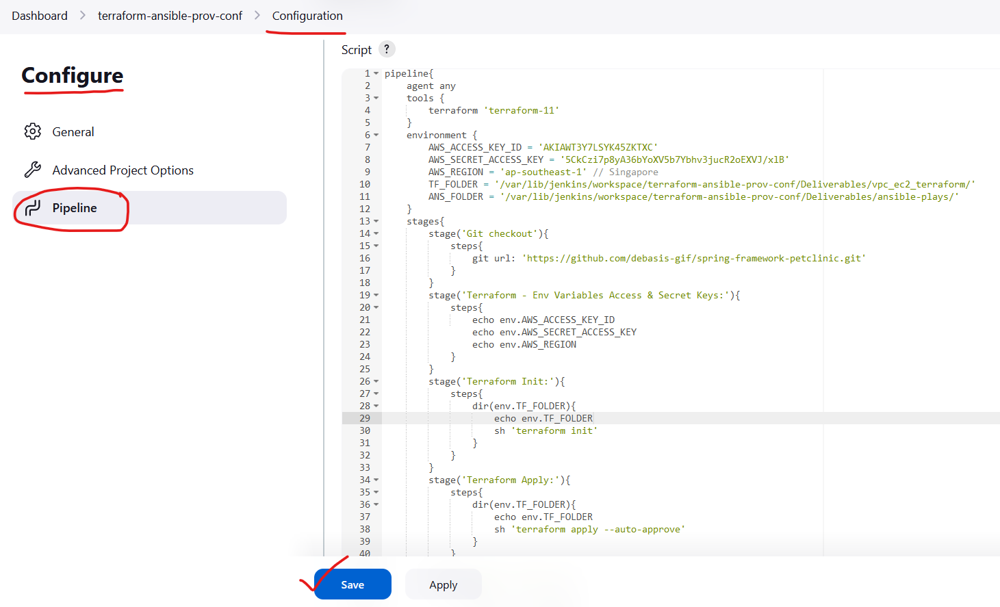 Dashboard > terraform-ansible-prov-conf > Configuration
Configure
General
Advanced Project Options
Pipeline
Script ?
1 pipeline{
2 agent any
3 tools {
4 terraform 'terraform-11'
5 }
6 environment {
7 AWS_ACCESS_KEY_ID = 'AKIAWT3Y7LSYK45ZKTXC'
8 AWS_SECRET_ACCESS_KEY = '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'
9 AWS_REGION = 'ap-southeast-1' // Singapore
10 TF_FOLDER = '/var/lib/jenkins/workspace/terraform-ansible-prov-conf/Deliverables/vpc_ec2_terraform/'
11 ANS_FOLDER = '/var/lib/jenkins/workspace/terraform-ansible-prov-conf/Deliverables/ansible-plays/'
12 }
13 stages{
14 stage('Git checkout'){
15 steps{
16 git url: 'https://github.com/debasis-gif/spring-framework-petclinic.git'
17 }
18 }
19 stage('Terraform - Env Variables Access & Secret Keys:'){
20 steps{
21 echo env.AWS_ACCESS_KEY_ID
22 echo env.AWS_SECRET_ACCESS_KEY
23 echo env.AWS_REGION
24 }
25 }
26 stage('Terraform Init:'){
27 steps{
28 dir(env.TF_FOLDER){
29 echo env.TF_FOLDER
30 sh 'terraform init'
31 }
32 }
33 }
34 stage('Terraform Apply:'){
35 steps{
36 dir(env.TF_FOLDER){
37 echo env.TF_FOLDER
38 sh 'terraform apply --auto-approve'
39 }
40 }
Save
Apply